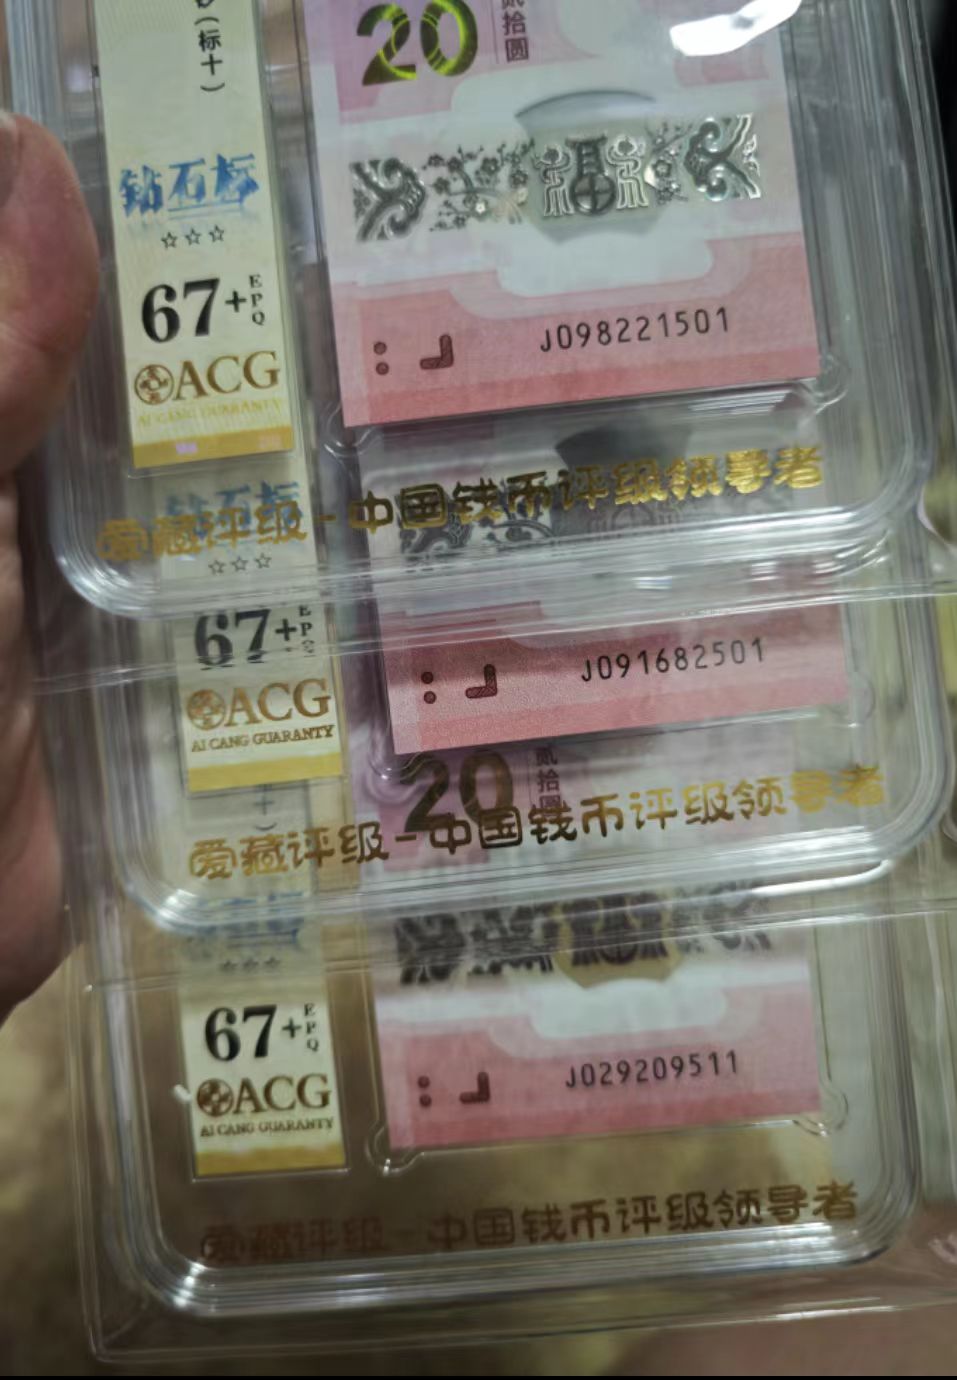 (标十)
20
贰拾圆
钻石标
☆☆☆
67+EPQ
ACG
AI CANG GUARANTY
J098221501
爱藏评级-中国钱币评级领导者
钻石标
☆☆☆
67+EPQ
ACG
AI CANG GUARANTY
J091682501
20
贰拾圆
爱藏评级-中国钱币评级领导者
☆☆☆
67+EPQ
ACG
AI CANG GUARANTY
J029209511
爱藏评级-中国钱币评级领导者